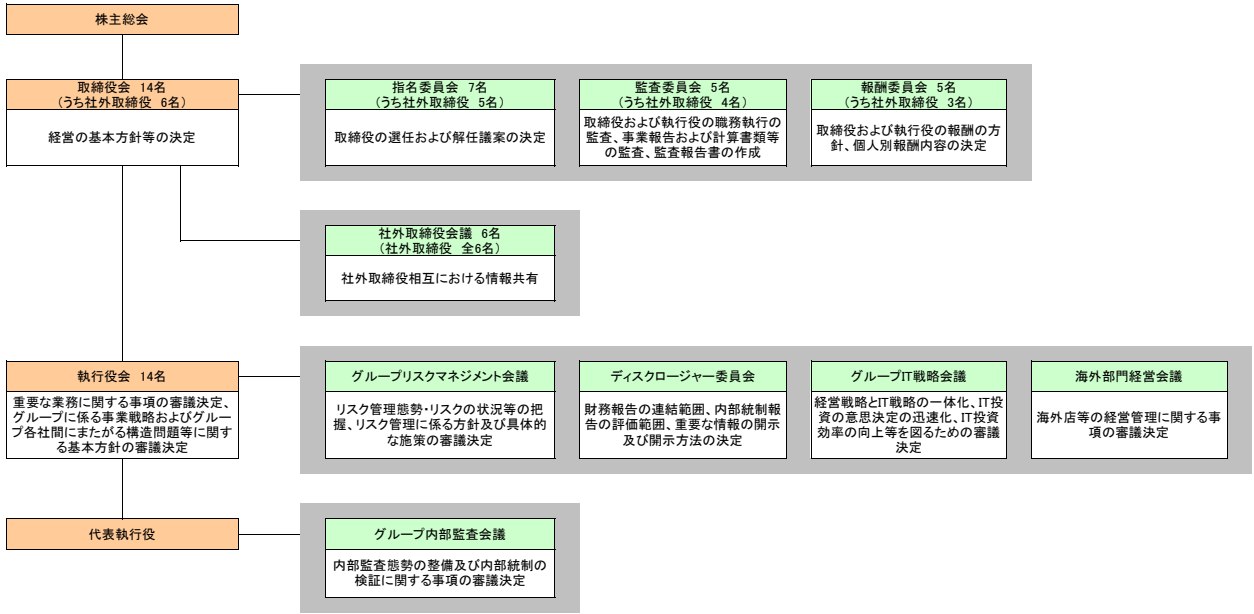 株主総会
取締役会 14名
(うち社外取締役 6名)
経営の基本方針等の決定
指名委員会 7名
(うち社外取締役 5名)
取締役の選任および解任議案の決定
監査委員会 5名
(うち社外取締役 4名)
取締役および執行役の職務執行の
監査、事業報告および計算書類等
の監査、監査報告書の作成
報酬委員会 5名
(うち社外取締役 3名)
取締役および執行役の報酬の方
針、個人別報酬内容の決定
社外取締役会議 6名
(社外取締役 全6名)
社外取締役相互における情報共有
執行役会 14名
重要な業務に関する事項の審議決定、
グループに係る事業戦略およびグルー
プ各社間にまたがる構造問題等に関す
る基本方針の審議決定
グループリスクマネジメント会議
リスク管理態勢・リスクの状況等の把
握、リスク管理に係る方針及び具体的
な施策の審議決定
ディスクロージャー委員会
財務報告の連結範囲、内部統制報
告の評価範囲、重要な情報の開示
及び開示方法の決定
グループIT戦略会議
経営戦略とIT戦略の一体化、IT投
資の意思決定の迅速化、IT投資
効率の向上等を図るための審議
決定
海外部門経営会議
海外店等の経営管理に関する事
項の審議決定
代表執行役
グループ内部監査会議
内部監査態勢の整備及び内部統制の
検証に関する事項の審議決定